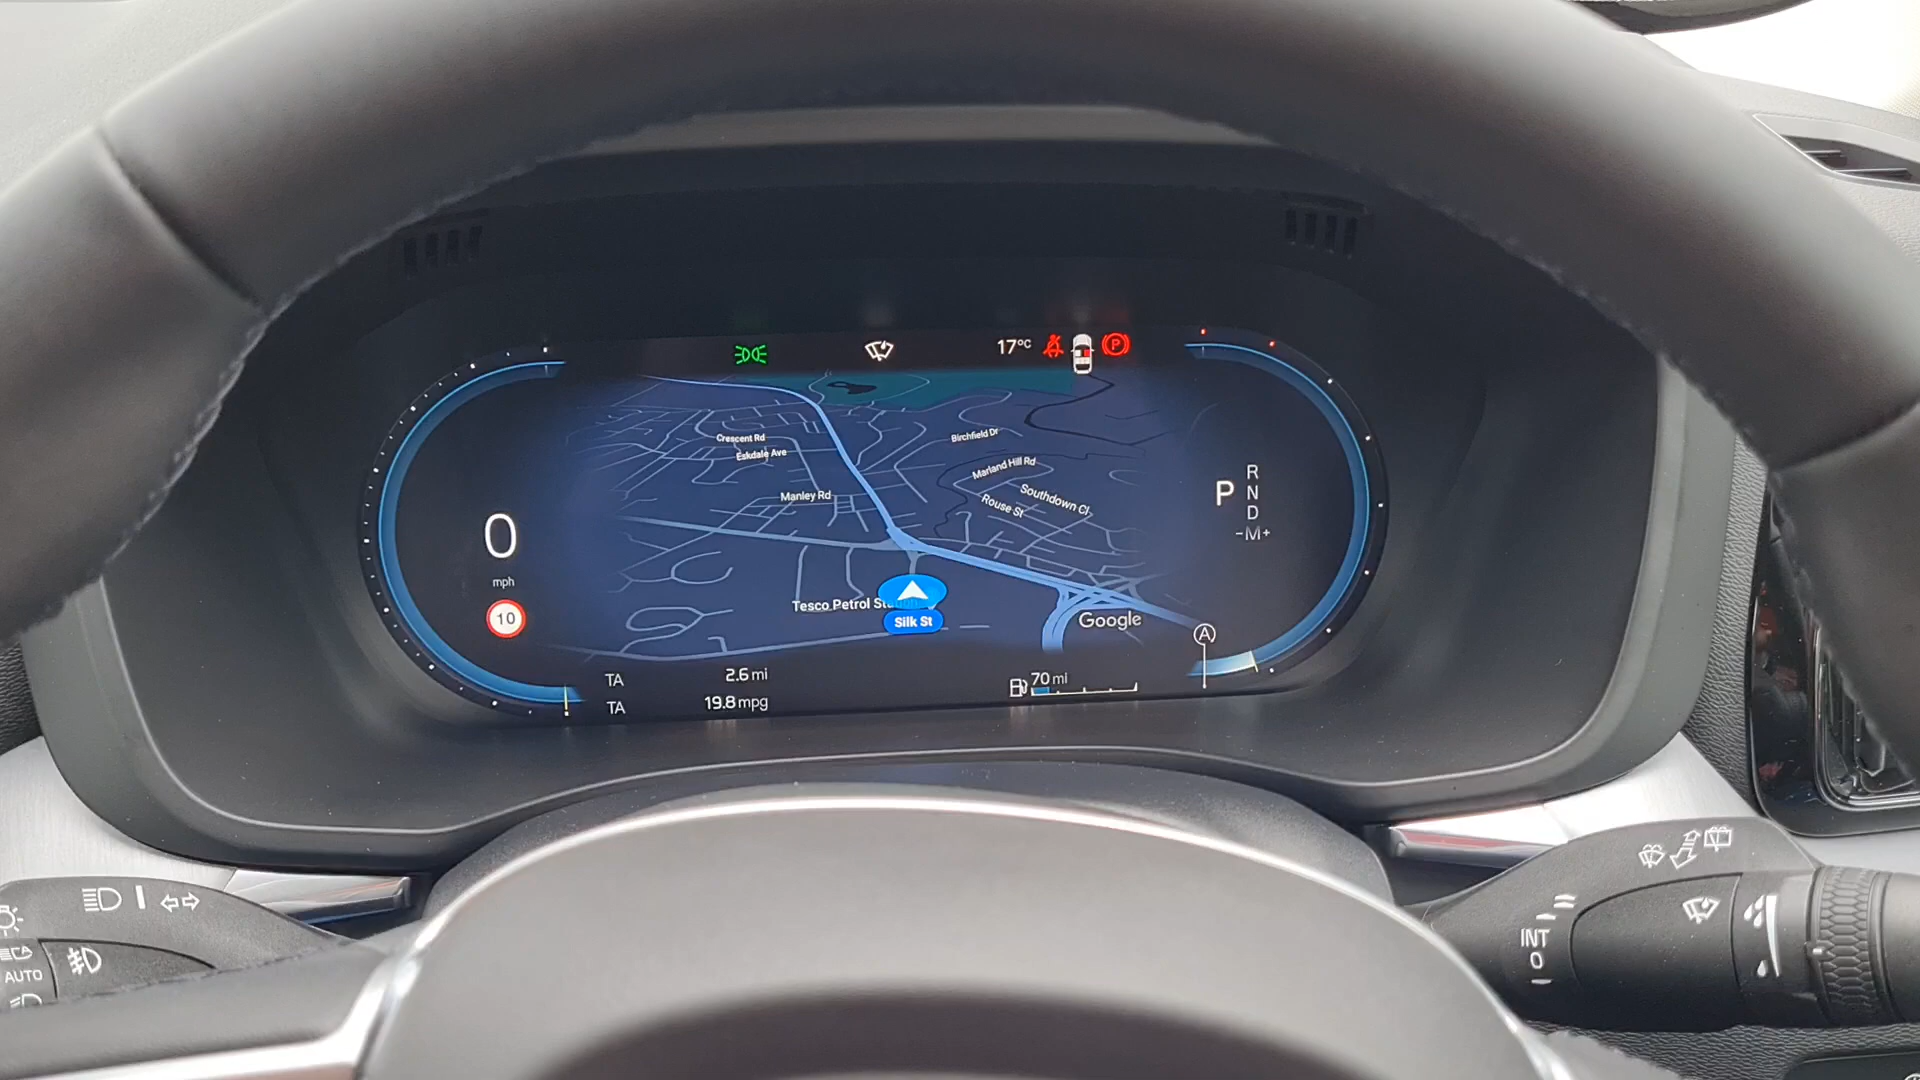 17°C
P
Crescent Rd
Eskdale Ave
Birchfield Dr
Marland Hill Rd
Manley Rd
Southdown Cl
Rouse St
P
R
N
D
-M+
0
mph
10
Tesco Petrol
Silk St
Google
A
TA 2.6 mi
TA 19.8 mpg
70 mi
AUTO
INT
0